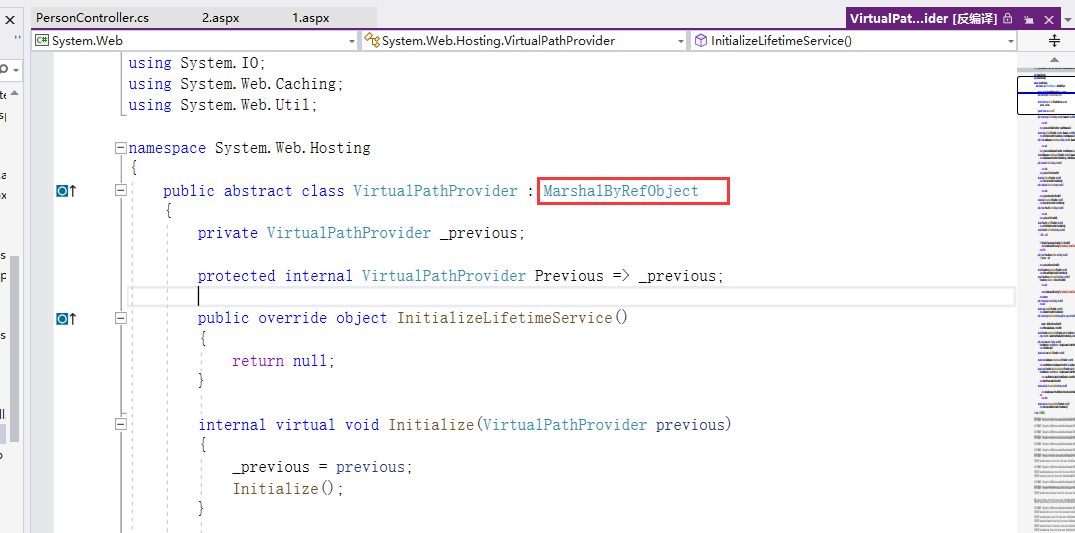 PersonController.cs 2.aspx 1.aspx VirtualPat...ider [反编译]
System.Web System.Web.Hosting.VirtualPathProvider InitializeLifetimeService()
using System.IO;
using System.Web.Caching;
using System.Web.Util;
namespace System.Web.Hosting
{
public abstract class VirtualPathProvider : MarshalByRefObject
{
private VirtualPathProvider _previous;
protected internal VirtualPathProvider Previous => _previous;
public override object InitializeLifetimeService()
{
return null;
}
internal virtual void Initialize(VirtualPathProvider previous)
{
_previous = previous;
Initialize();
}